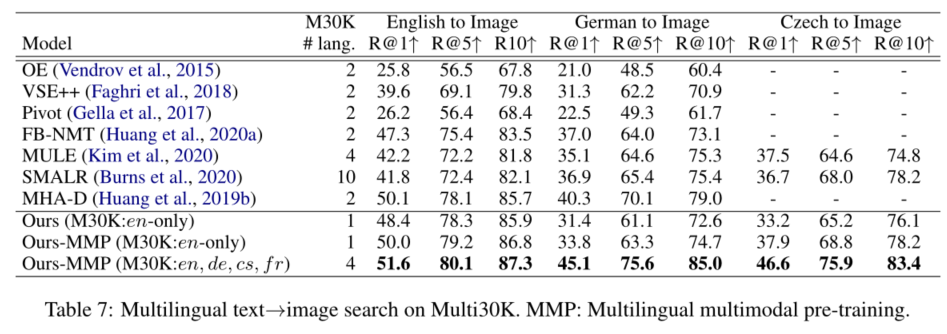 M30K English to Image German to Image Czech to Image
Model # lang. R@1↑ R@5↑ R10↑ R@1↑ R@5↑ R@10↑ R@1↑ R@5↑ R@10↑
OE (Vendrov et al., 2015) 2 25.8 56.5 67.8 21.0 48.5 60.4 - - -
VSE++ (Faghri et al., 2018) 2 39.6 69.1 79.8 31.3 62.2 70.9 - - -
Pivot (Gella et al., 2017) 2 26.2 56.4 68.4 22.5 49.3 61.7 - - -
FB-NMT (Huang et al., 2020a) 2 47.3 75.4 83.5 37.0 64.0 73.1 - - -
MULE (Kim et al., 2020) 4 42.2 72.2 81.8 35.1 64.6 75.3 37.5 64.6 74.8
SMALR (Burns et al., 2020) 10 41.8 72.4 82.1 36.9 65.4 75.4 36.7 68.0 78.2
MHA-D (Huang et al., 2019b) 2 50.1 78.1 85.7 40.3 70.1 79.0 - - -
Ours (M30K:en-only) 1 48.4 78.3 85.9 31.4 61.1 72.6 33.2 65.2 76.1
Ours-MMP (M30K:en-only) 1 50.0 79.2 86.8 33.8 63.3 74.7 37.9 68.8 78.2
Ours-MMP (M30K:en, de, cs, fr) 4 51.6 80.1 87.3 45.1 75.6 85.0 46.6 75.9 83.4
Table 7: Multilingual text→image search on Multi30K. MMP: Multilingual multimodal pre-training.